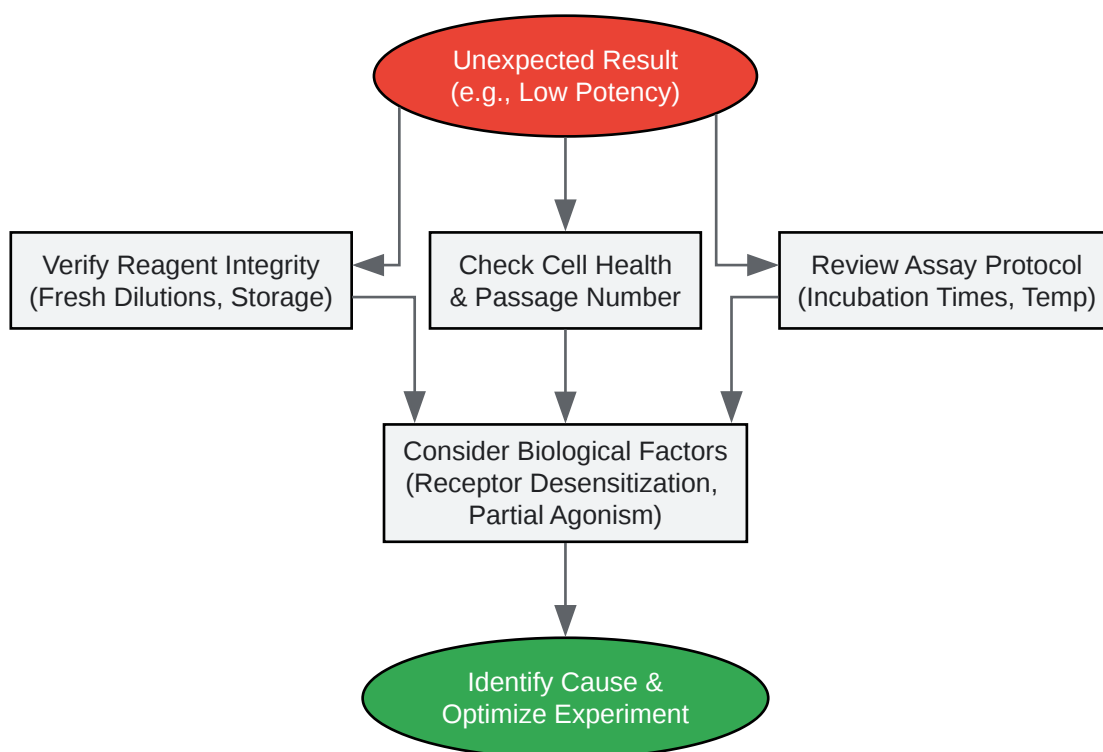 Unexpected Result
(e.g., Low Potency)
Verify Reagent Integrity
(Fresh Dilutions, Storage)
Check Cell Health
& Passage Number
Review Assay Protocol
(Incubation Times, Temp)
Consider Biological Factors
(Receptor Desensitization,
Partial Agonism)
Identify Cause &
Optimize Experiment